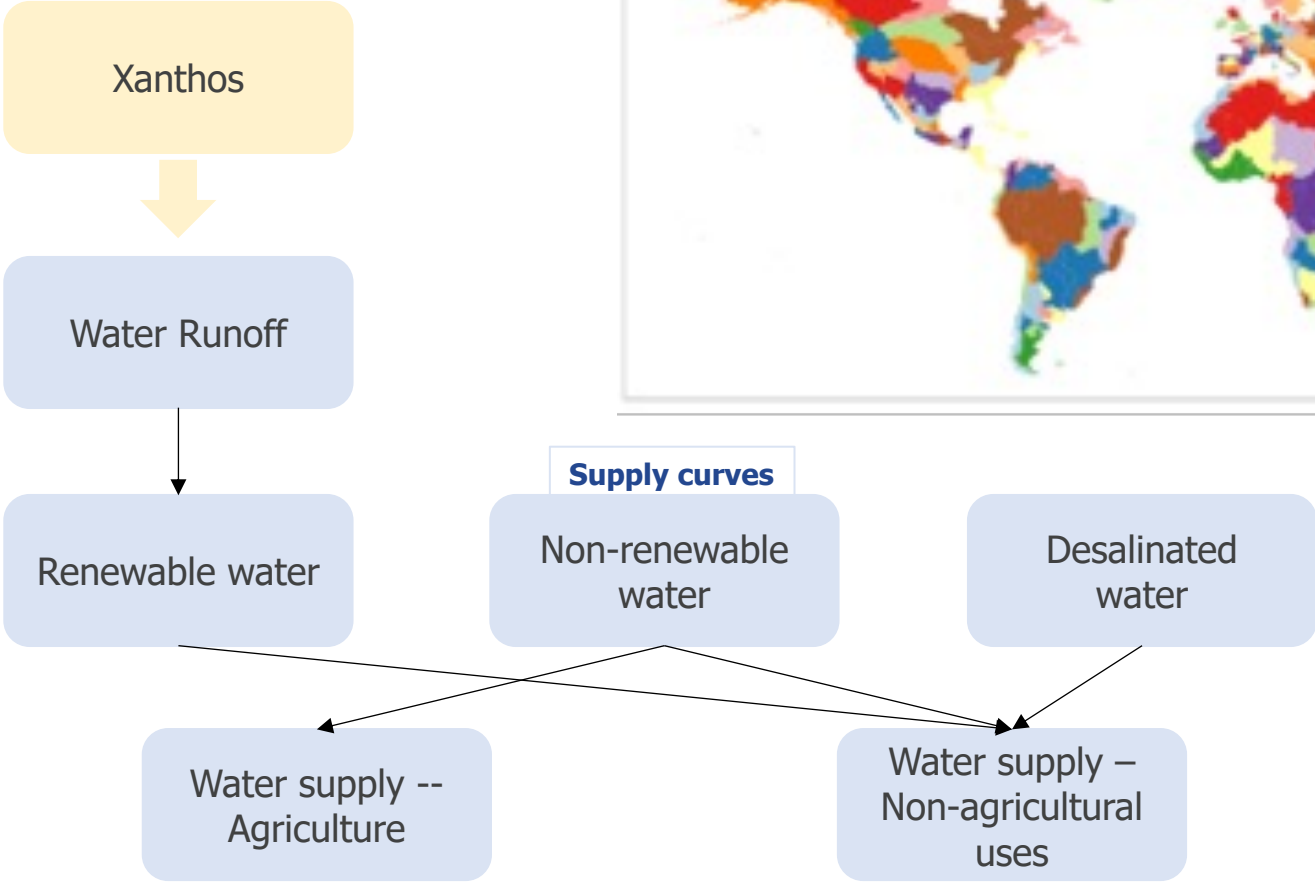 Xanthos
Water Runoff
Supply curves
Renewable water
Non-renewable
water
Desalinated
water
Water supply --
Agriculture
Water supply –
Non-agricultural
uses